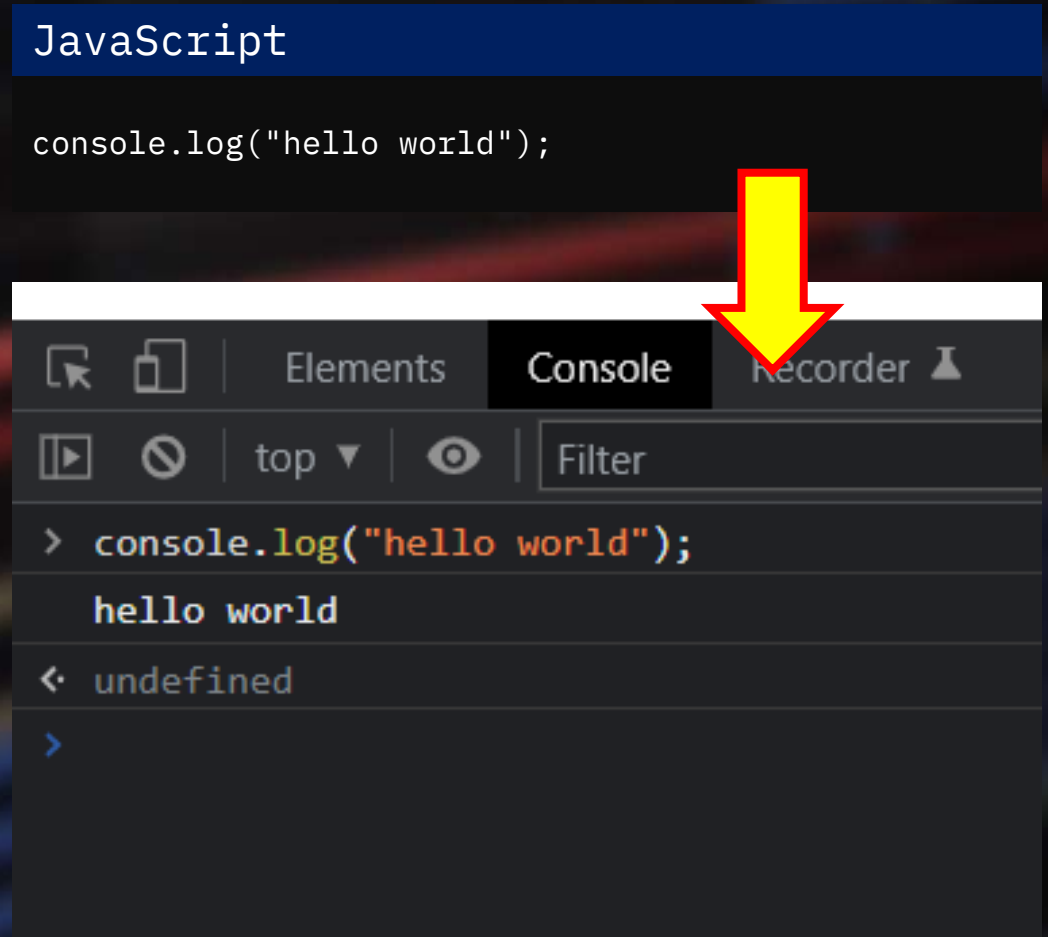 JavaScript
console.log("hello world");
Elements Console Recorder
top Filter
console.log("hello world");
hello world
undefined